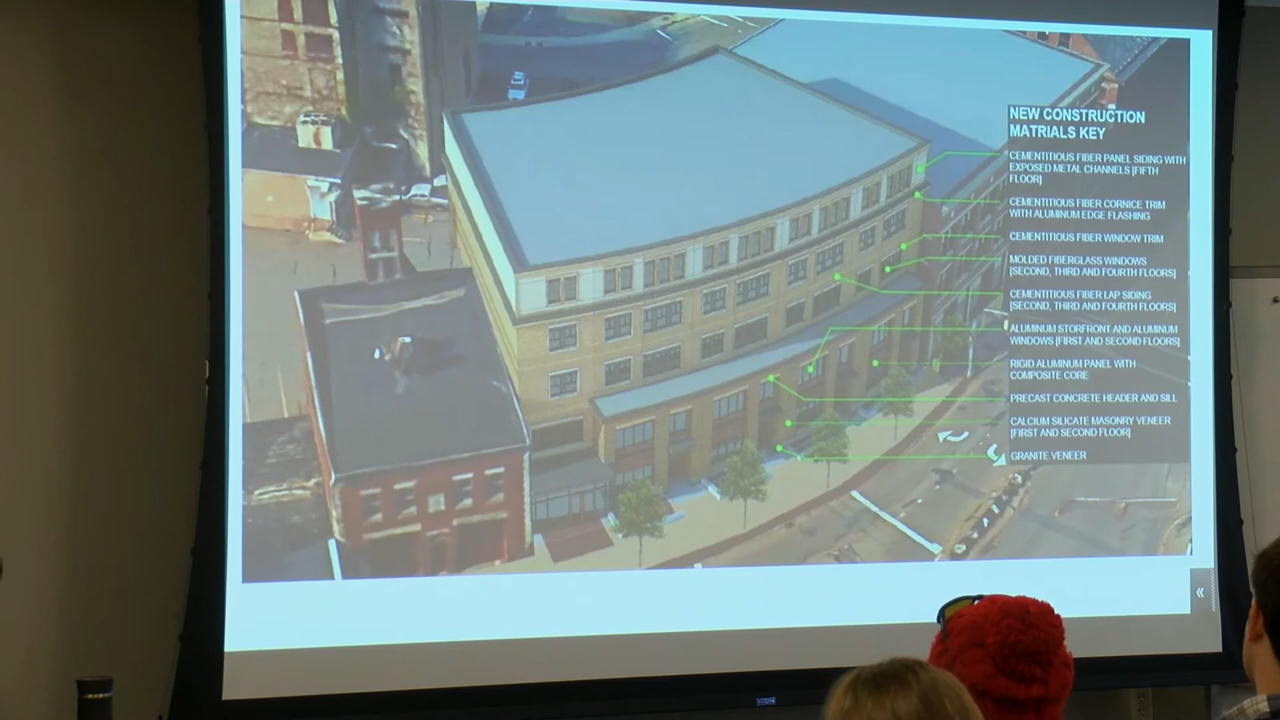 NEW CONSTRUCTION
MATRIALS KEY
CEMENTITIOUS FIBER PANEL SIDING WITH
EXPOSED METAL CHANNELS [FIFTH
FLOOR]
CEMENTITIOUS FIBER CORNICE TRIM
WITH ALUMINUM EDGE FLASHING
CEMENTITIOUS FIBER WINDOW TRIM
MOLDED FIBERGLASS WINDOWS
[SECOND, THIRD AND FOURTH FLOORS]
CEMENTITIOUS FIBER LAP SIDING
[SECOND, THIRD AND FOURTH FLOORS]
ALUMINUM STORFRONT AND ALUMINUM
WINDOWS [FIRST AND SECOND FLOORS]
RIGID ALUMINUM PANEL WITH
COMPOSITE CORE
PRECAST CONCRETE HEADER AND SILL
CALCIUM SILICATE MASONRY VENEER
[FIRST AND SECOND FLOOR]
GRANITE VENEER